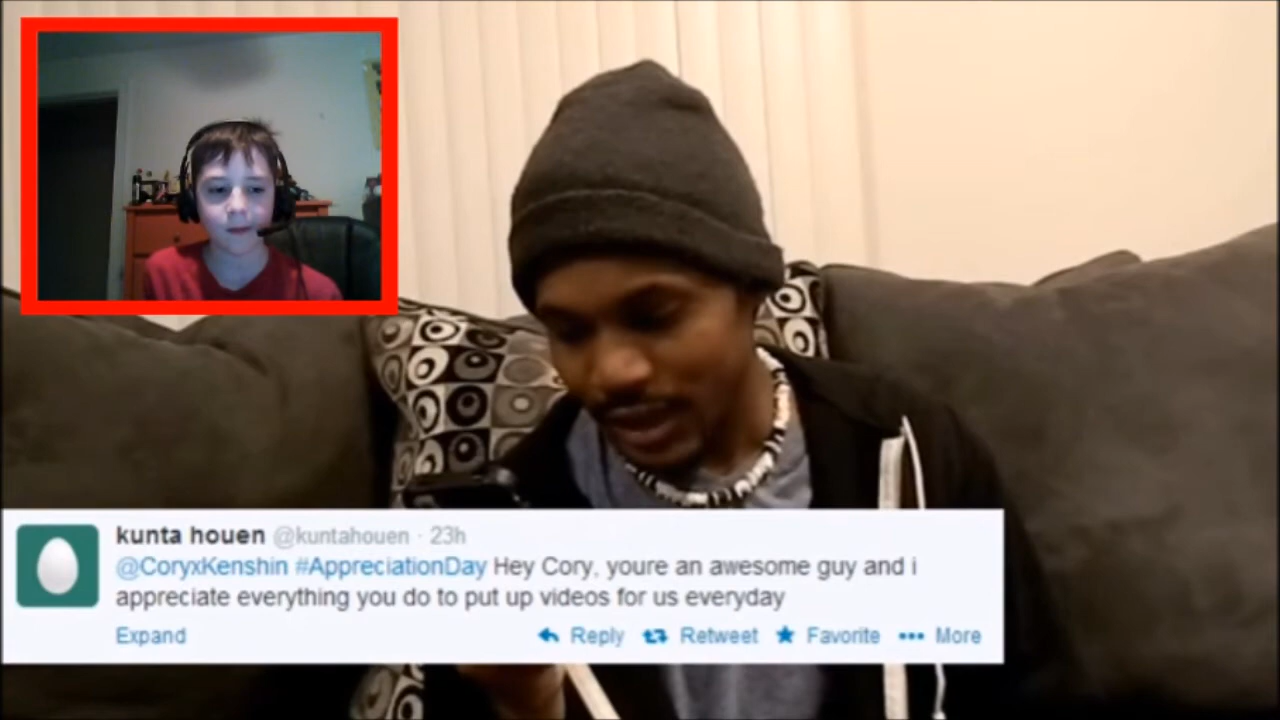 kunta houen @kuntahouen · 23h
@CoryxKenshin #AppreciationDay Hey Cory, youre an awesome guy and i
appreciate everything you do to put up videos for us everyday
Expand Reply Retweet Favorite More